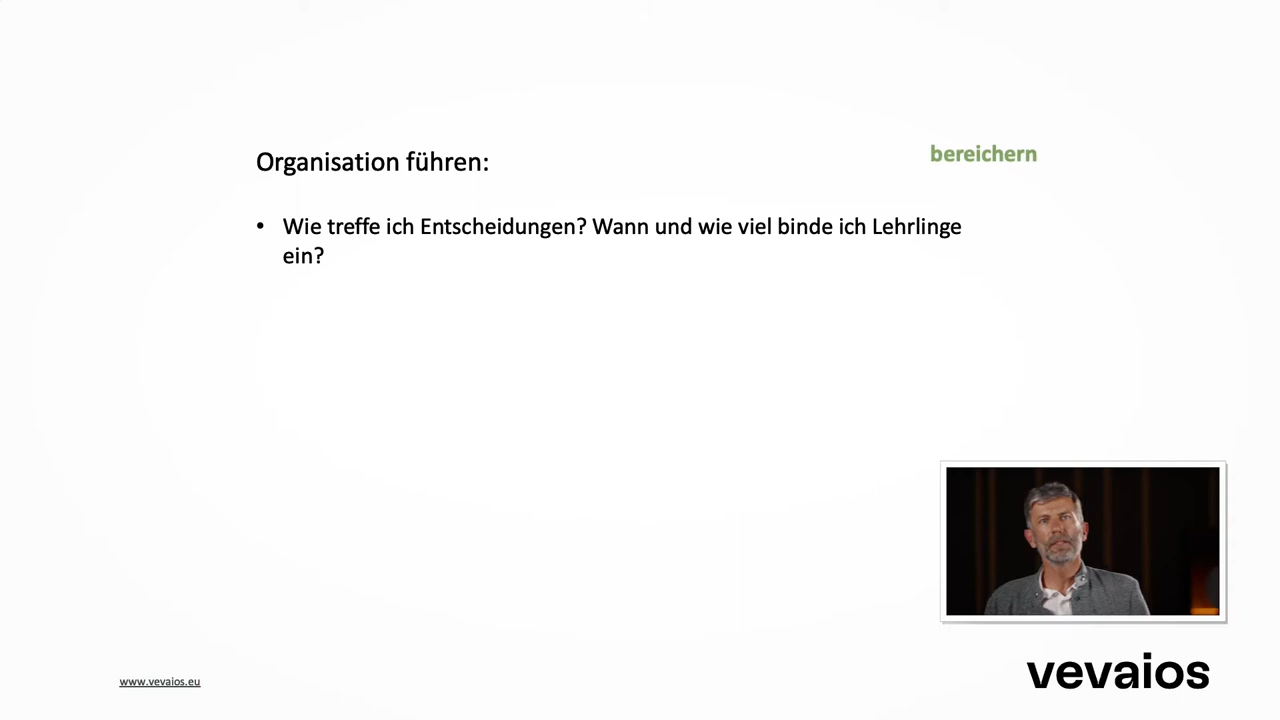 Organisation führen:
bereichern
• Wie treffe ich Entscheidungen? Wann und wie viel binde ich Lehrlinge
ein?
www.vevaios.eu
vevaios